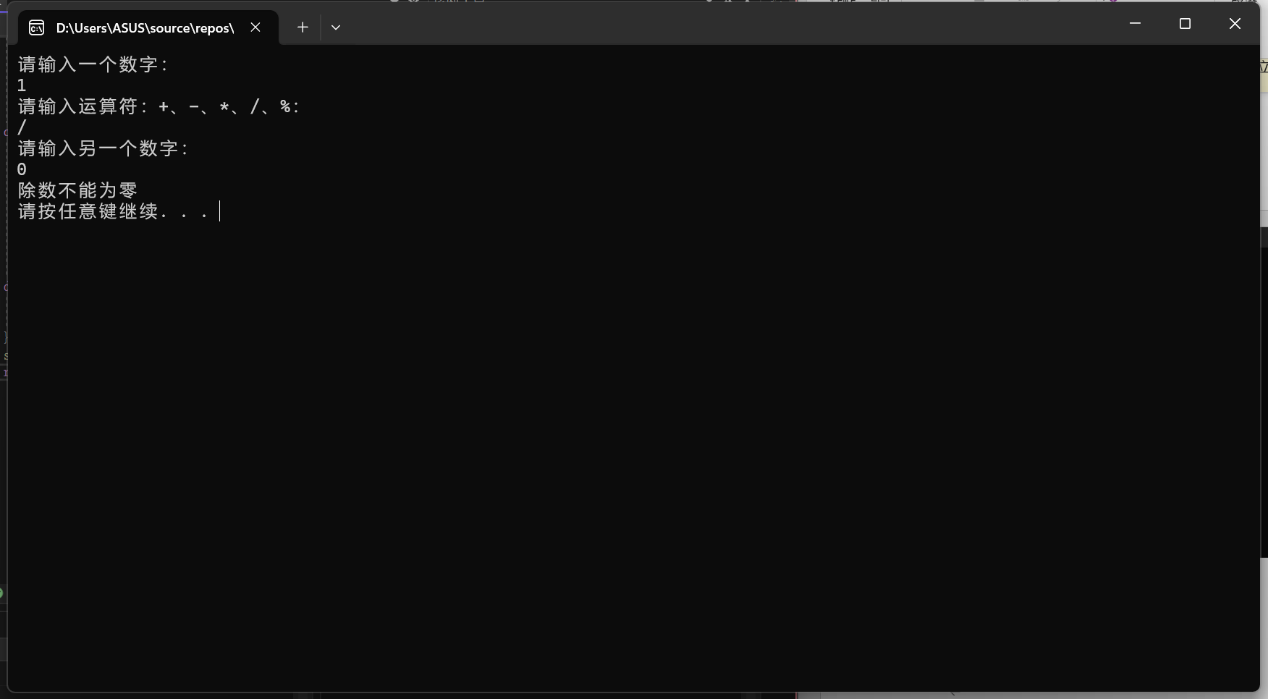 D:\Users\ASUS\source\repos\
请输入一个数字：
1
请输入运算符：+、-、*、/、%：
/
请输入另一个数字：
0
除数不能为零
请按任意键继续. . .